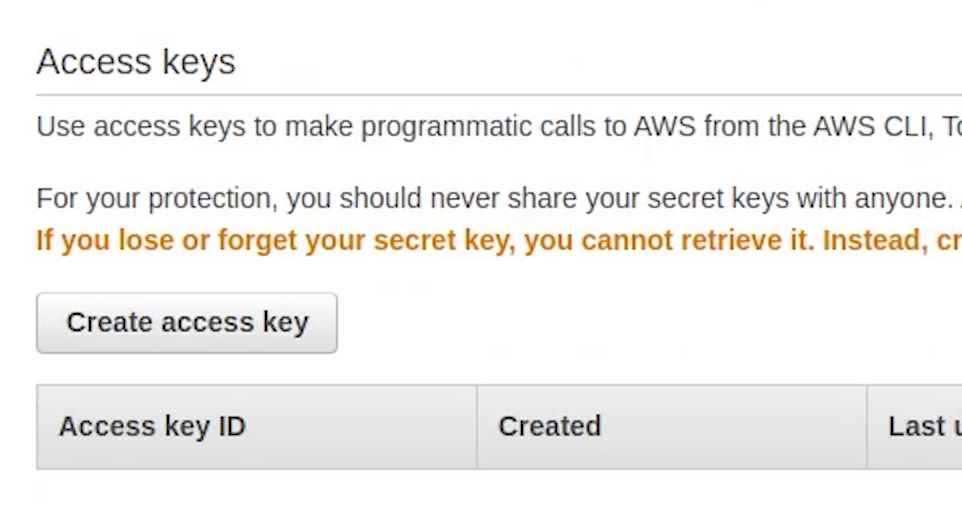 Access keys
Use access keys to make programmatic calls to AWS from the AWS CLI,
For your protection, you should never share your secret keys with anyone.
If you lose or forget your secret key, you cannot retrieve it. Instead,
Create access key
Access key ID Created Last